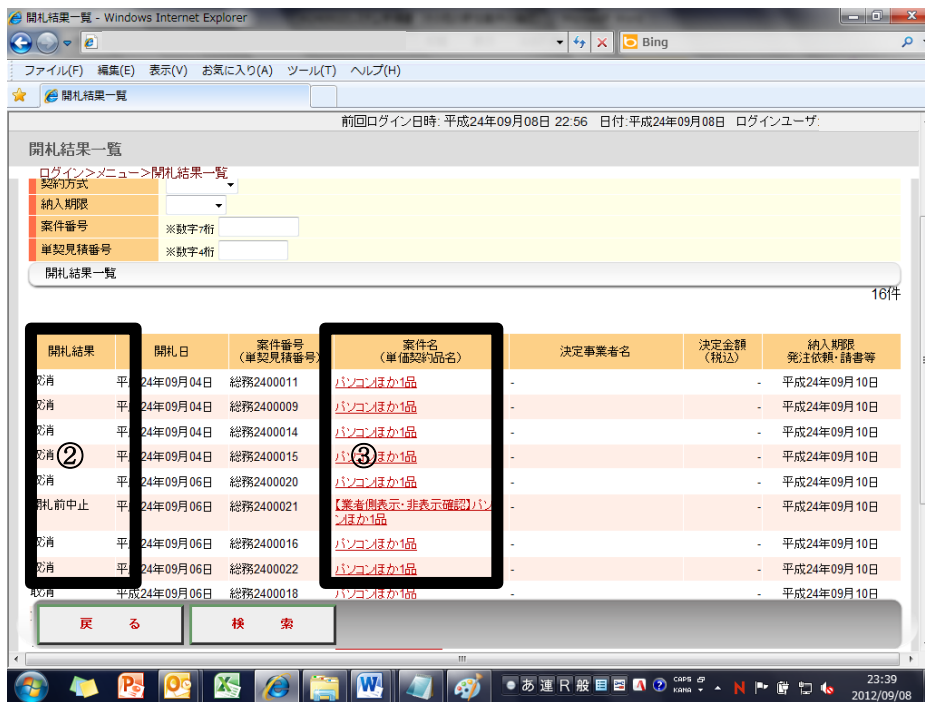 開札結果一覧 - Windows Internet Explorer
Bing
ファイル(F) 編集(E) 表示(V) お気に入り(A) ツール(T) ヘルプ(H)
開札結果一覧
前回ログイン日時: 平成24年09月08日 22:56 日付:平成24年09月08日 ログインユーザ:
開札結果一覧
ログイン>メニュー>開札結果一覧
契約方式
納入期限
案件番号 ※数字7桁
単契見積番号 ※数字4桁
開札結果一覧
16件
開札結果 開札日 案件番号 案件名 決定事業者名 決定金額 納入期限
(単契見積番号) (単価契約品名) (税込) 発注依頼・請書等
取消 平成24年09月04日 総務2400011 パソコンほか1品 - - 平成24年09月10日
取消 平成24年09月04日 総務2400009 パソコンほか1品 - - 平成24年09月10日
取消 平成24年09月04日 総務2400014 パソコンほか1品 - - 平成24年09月10日
取消 平成24年09月04日 総務2400015 パソコンほか1品 - - 平成24年09月10日
② ③
取消 平成24年09月06日 総務2400020 パソコンほか1品 - - 平成24年09月10日
開札前中止 平成24年09月06日 総務2400021 【業者側表示・非表示確認】パソコ - - 平成24年09月10日
ンほか1品
取消 平成24年09月06日 総務2400016 パソコンほか1品 - - 平成24年09月10日
取消 平成24年09月06日 総務2400022 パソコンほか1品 - - 平成24年09月10日
取消 平成24年09月06日 総務2400018 パソコンほか1品 - - 平成24年09月10日
戻 る 検 索
あ 連 R 般 CAPS KANA 23:39
2012/09/08